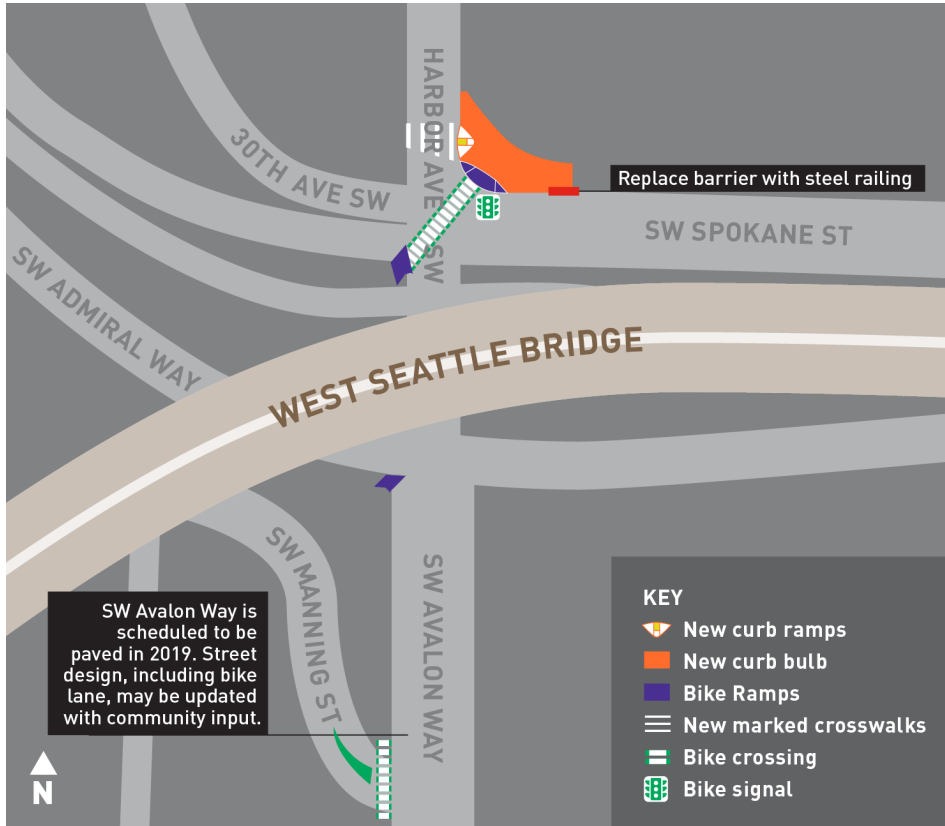 HARBOR AVE SW
30TH AVE SW
Replace barrier with steel railing
SW SPOKANE ST
SW ADMIRAL WAY
WEST SEATTLE BRIDGE
SW MANNING ST
SW AVALON WAY
SW Avalon Way is
scheduled to be
paved in 2019. Street
design, including bike
lane, may be updated
with community input.
N
KEY
New curb ramps
New curb bulb
Bike Ramps
New marked crosswalks
Bike crossing
Bike signal